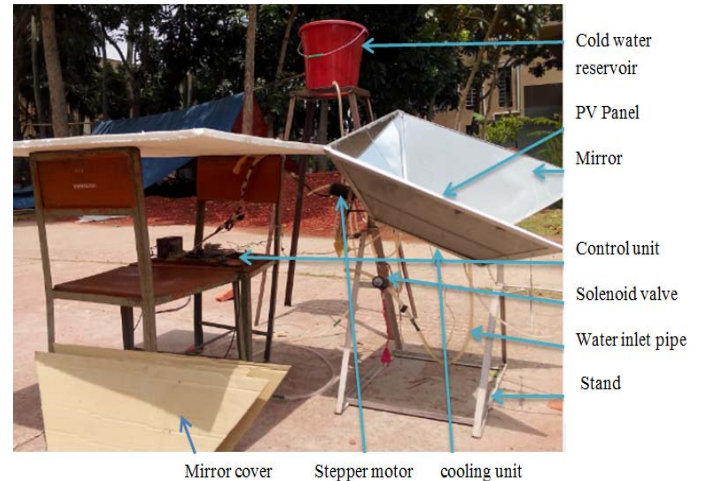 Cold water
reservoir
PV Panel
Mirror
Control unit
Solenoid valve
Water inlet pipe
Stand
Mirror cover
Stepper motor
cooling unit